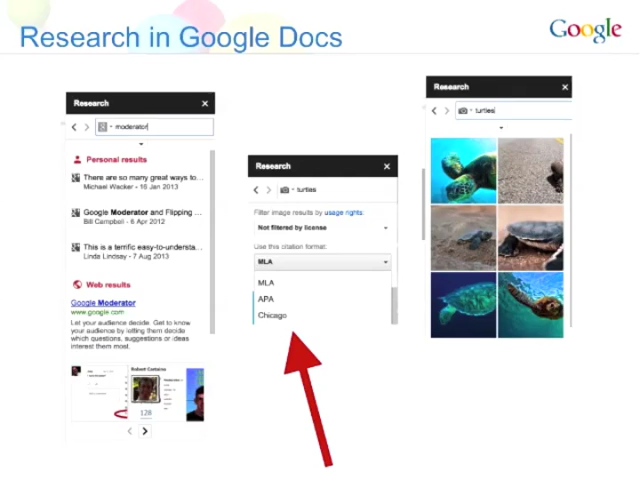 Research in Google Docs
Google
Research
moderator
Personal results
There are so many great ways to...
Michael Wacker - 16 Jan 2013
Google Moderator and Flipping ...
Bill Campbel - 6 Apr 2012
This is a terrific easy-to-understa...
Linda Lindsay - 7 Aug 2013
Web results
Google Moderator
www.google.com
Let your audience decide. Get to know
your audience by letting them decide
which questions, suggestions or ideas
interest them most.
Robert Contains
128
Research
turtles
Filter image results by usage rights:
Not filtered by license
Use this citation format:
MLA
MLA
APA
Chicago
Research
turtles